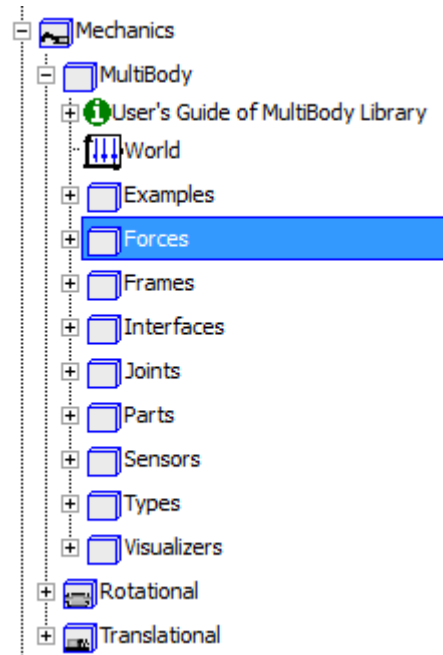 Mechanics
MultiBody
User's Guide of MultiBody Library
World
Examples
Forces
Frames
Interfaces
Joints
Parts
Sensors
Types
Visualizers
Rotational
Translational